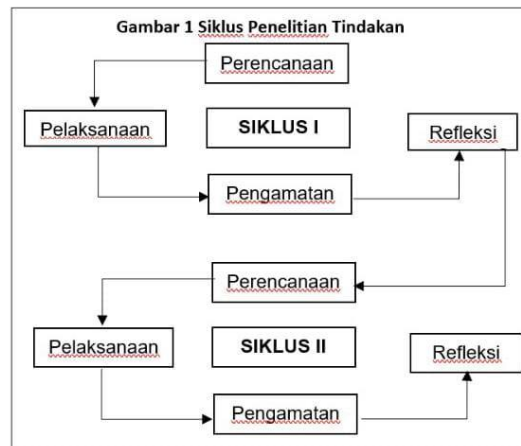 Gambar 1 Siklus Penelitian Tindakan
Perencanaan
Pelaksanaan
SIKLUS I
Refleksi
Pengamatan
Perencanaan
Pelaksanaan
SIKLUS II
Refleksi
Pengamatan